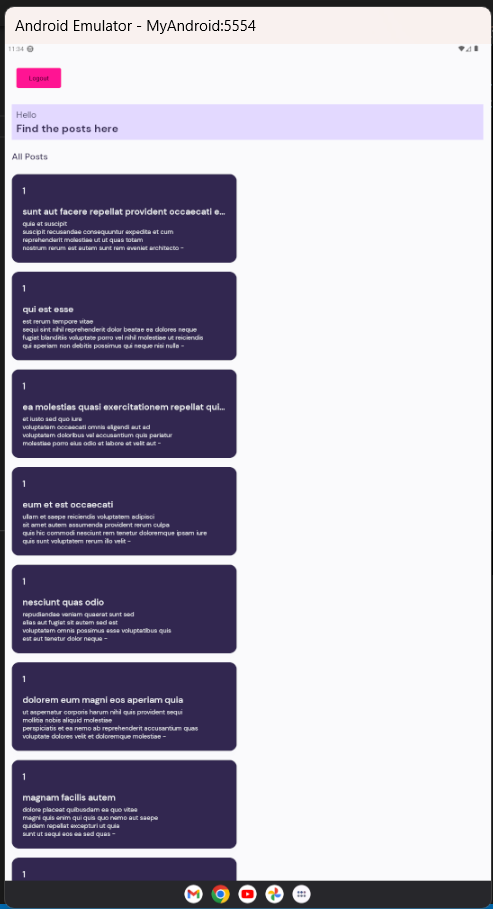 Android Emulator - MyAndroid:5554
11:34
Logout
Hello
Find the posts here
All Posts
1
sunt aut facere repellat provident occaecati e...
quia et suscipit
suscipit recusandae consequuntur expedita et cum
reprehenderit molestiae ut ut quas totam
nostrum rerum est autem sunt rem eveniet architecto -
1
qui est esse
est rerum tempore vitae
sequi sint nihil reprehenderit dolor beatae ea dolores neque
fugiat blanditiis voluptate porro vel nihil molestiae ut reiciendis
qui aperiam non debitis possimus qui neque nisi nulla -
1
ea molestias quasi exercitationem repellat qui...
et iusto sed quo iure
voluptatem occaecati omnis eligendi aut ad
voluptatem doloribus vel accusantium quis pariatur
molestiae porro eius odio et labore et velit aut -
1
eum et est occaecati
ullam et saepe reiciendis voluptatem adipisci
sit amet autem assumenda provident rerum culpa
quis hic commodi nesciunt rem tenetur doloremque ipsam iure
quis sunt voluptatem rerum illo velit -
1
nesciunt quas odio
repudiandae veniam quaerat sunt sed
alias aut fugiat sit autem sed est
voluptatem omnis possimus esse voluptatibus quis
est aut tenetur dolor neque -
1
dolorem eum magni eos aperiam quia
ut aspernatur corporis harum nihil quis provident sequi
mollitia nobis aliquid molestiae
perspiciatis et ea nemo ab reprehenderit accusantium quas
voluptate dolores velit et doloremque molestiae -
1
magnam facilis autem
dolore placeat quibusdam ea quo vitae
magni quis enim qui quis quo nemo aut saepe
quidem repellat excepturi ut quia
sunt ut sequi eos ea sed quas -
1